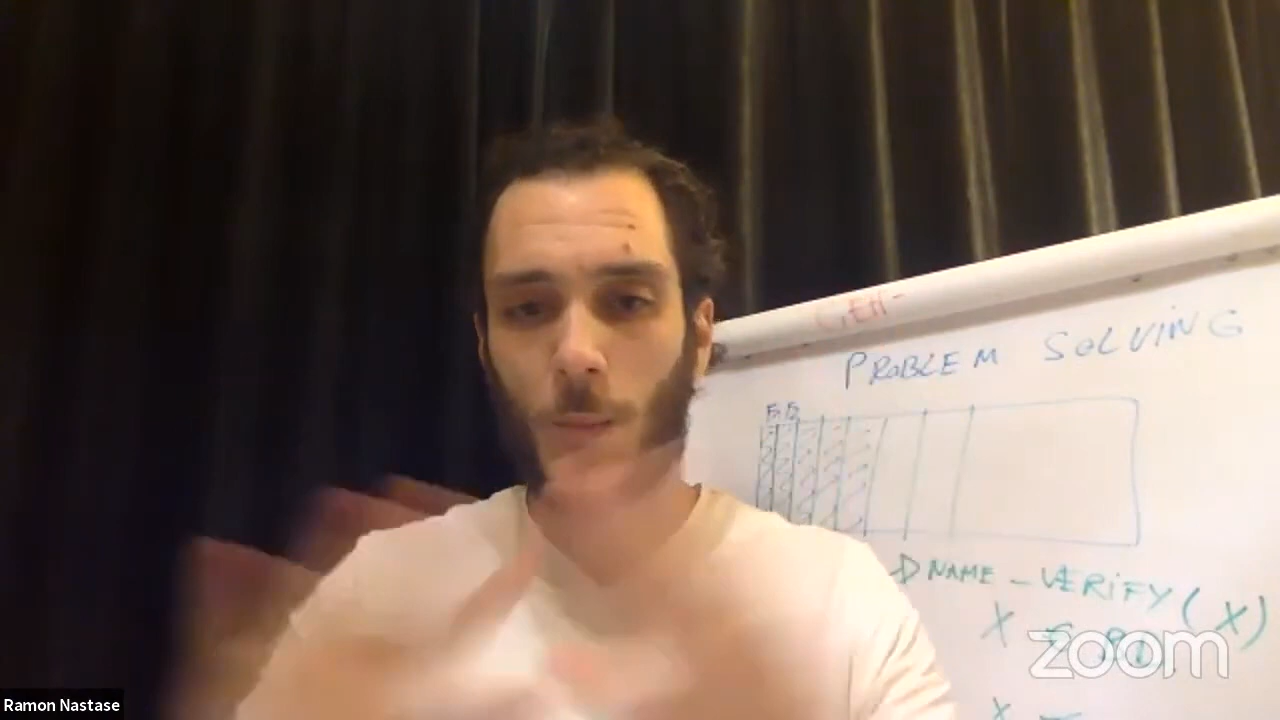 PROBLEM SOLVING
NAME - VERIFY (X)
X
zoom
X
Ramon Nastase